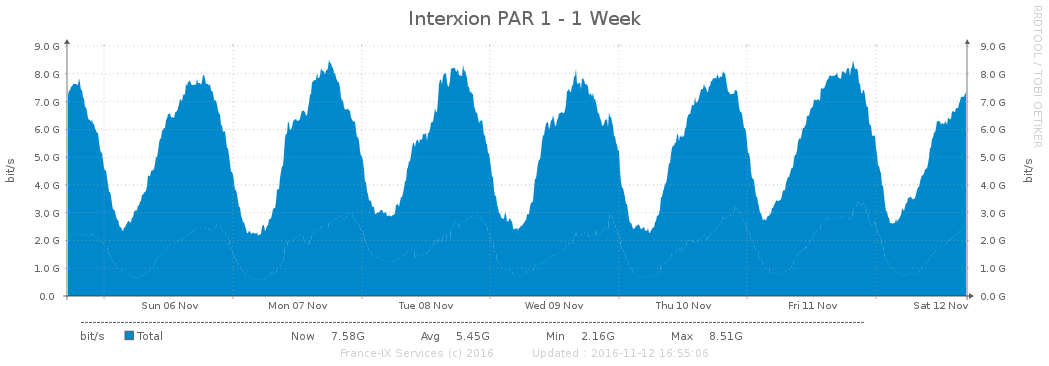 Interxion PAR 1 - 1 Week
RRDTOOL / TOBI OETIKER
9.0 G 9.0 G
8.0 G 8.0 G
7.0 G 7.0 G
6.0 G 6.0 G
5.0 G 5.0 G
4.0 G 4.0 G
3.0 G 3.0 G
2.0 G 2.0 G
1.0 G 1.0 G
0.0 0.0 G
bit/s bit/s
Sun 06 Nov Mon 07 Nov Tue 08 Nov Wed 09 Nov Thu 10 Nov Fri 11 Nov Sat 12 Nov
bit/s Total Now 7.58G Avg 5.45G Min 2.16G Max 8.51G
France-IX Services (c) 2016 Updated : 2016-11-12 16:55:06